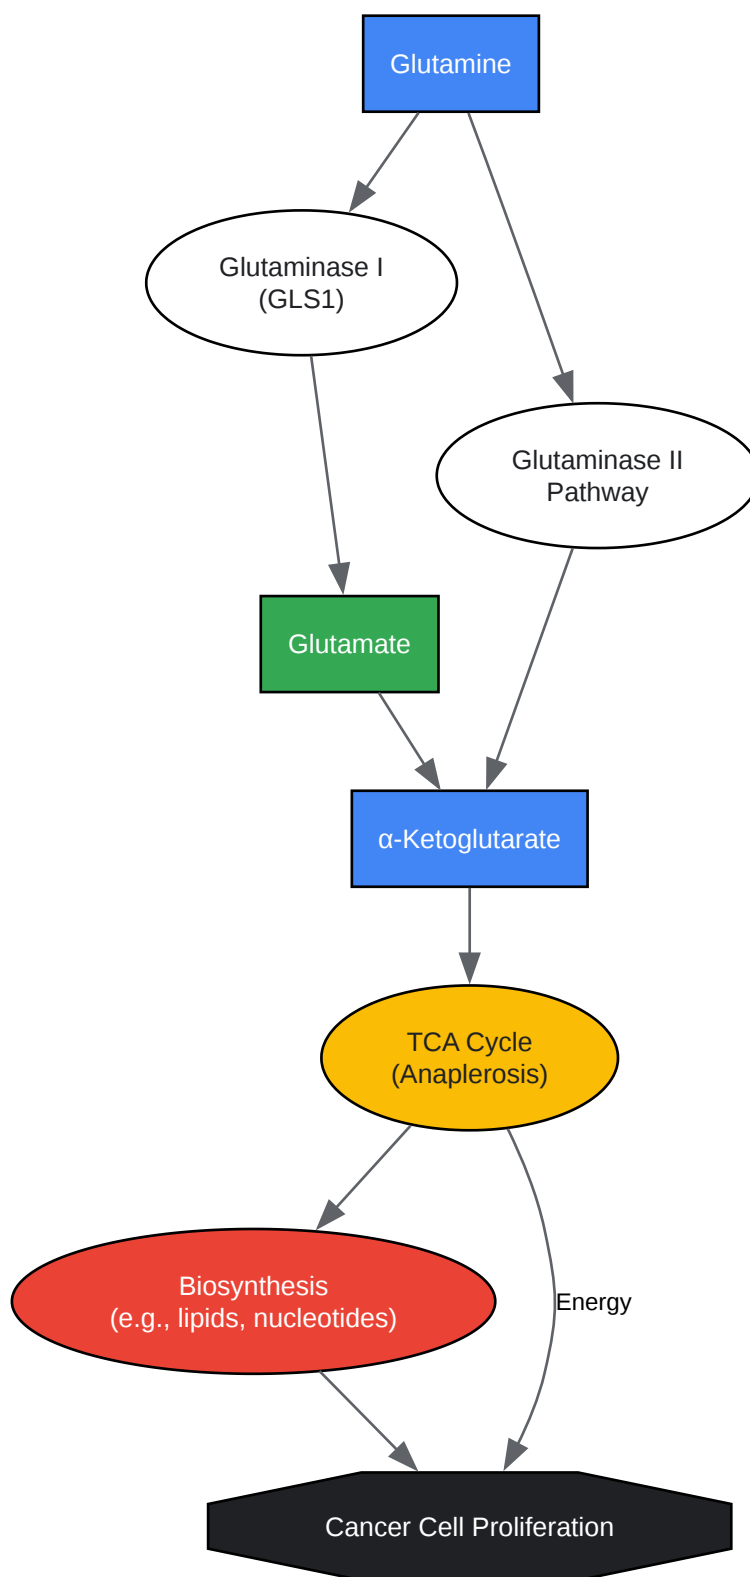 Glutamine
Glutaminase I
(GLS1)
Glutaminase II
Pathway
Glutamate
α-Ketoglutarate
TCA Cycle
(Anaplerosis)
Biosynthesis
(e.g., lipids, nucleotides)
Energy
Cancer Cell Proliferation